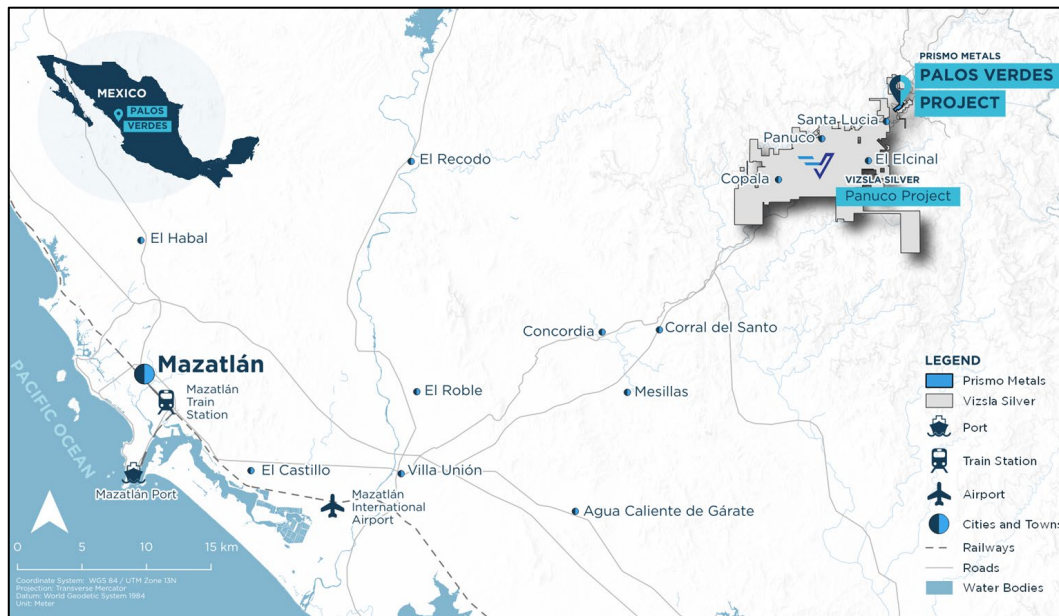 MEXICO
PALOS
VERDES
PRISMO METALS
PALOS VERDES
PROJECT
Santa Lucia
Panuco
El Elcinal
Copala
VIZSLA SILVER
Panuco Project
El Recodo
El Habal
Concordia
Corral del Santo
Mazatlán
Mazatlán
Train
Station
El Roble
Mesillas
PACIFIC OCEAN
El Castillo
Villa Unión
Mazatlán Port
Mazatlán
International
Airport
Agua Caliente de Gárate
LEGEND
Prismo Metals
Vizsla Silver
Port
Train Station
Airport
Cities and Towns
Railways
Roads
Water Bodies
0 5 10 15 km
Coordinate System: WGS 84 / UTM Zone 13N
Projection: Transverse Mercator
Datum: World Geodetic System 1984
Unit: Meter